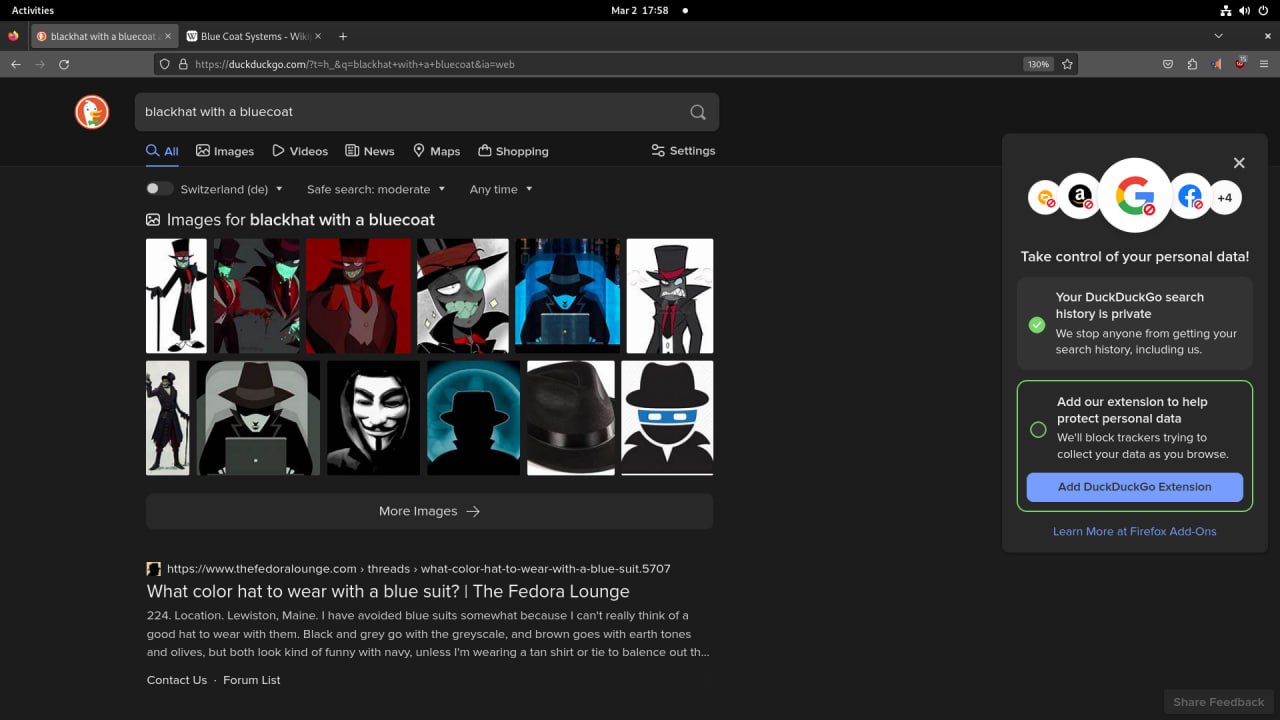 Activities
Mar 2 17:58
blackhat with a bluecoat
Blue Coat Systems - Wiki
https://duckduckgo.com/?t=h_&q=blackhat+with+a+bluecoat&ia=web
130%
15
blackhat with a bluecoat
All
Images
Videos
News
Maps
Shopping
Settings
Switzerland (de)
Safe search: moderate
Any time
Images for blackhat with a bluecoat
More Images
https://www.thefedoralounge.com › threads › what-color-hat-to-wear-with-a-blue-suit.5707
What color hat to wear with a blue suit? | The Fedora Lounge
224. Location. Lewiston, Maine. I have avoided blue suits somewhat because I can't really think of a
good hat to wear with them. Black and grey go with the greyscale, and brown goes with earth tones
and olives, but both look kind of funny with navy, unless I'm wearing a tan shirt or tie to balence out th...
Contact Us · Forum List
+4
Take control of your personal data!
Your DuckDuckGo search
history is private
We stop anyone from getting your
search history, including us.
Add our extension to help
protect personal data
We'll block trackers trying to
collect your data as you browse.
Add DuckDuckGo Extension
Learn More at Firefox Add-Ons
Share Feedback